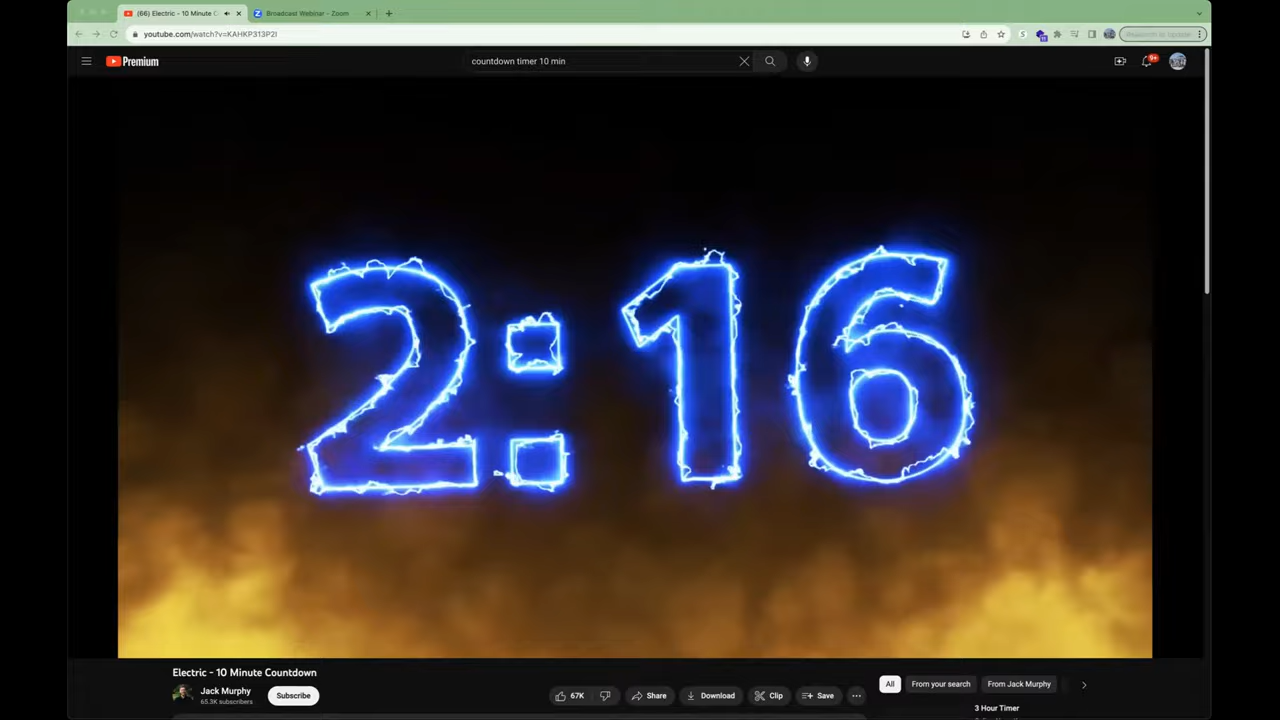 (66) Electric - 10 Minute C
Broadcast Webinar - Zoom
youtube.com/watch?v=KAHKP313P2I
Premium
countdown timer 10 min
9+
2:16
Electric - 10 Minute Countdown
Jack Murphy
65.3K subscribers
Subscribe
67K
Share
Download
Clip
Save
All
From your search
From Jack Murphy
3 Hour Timer